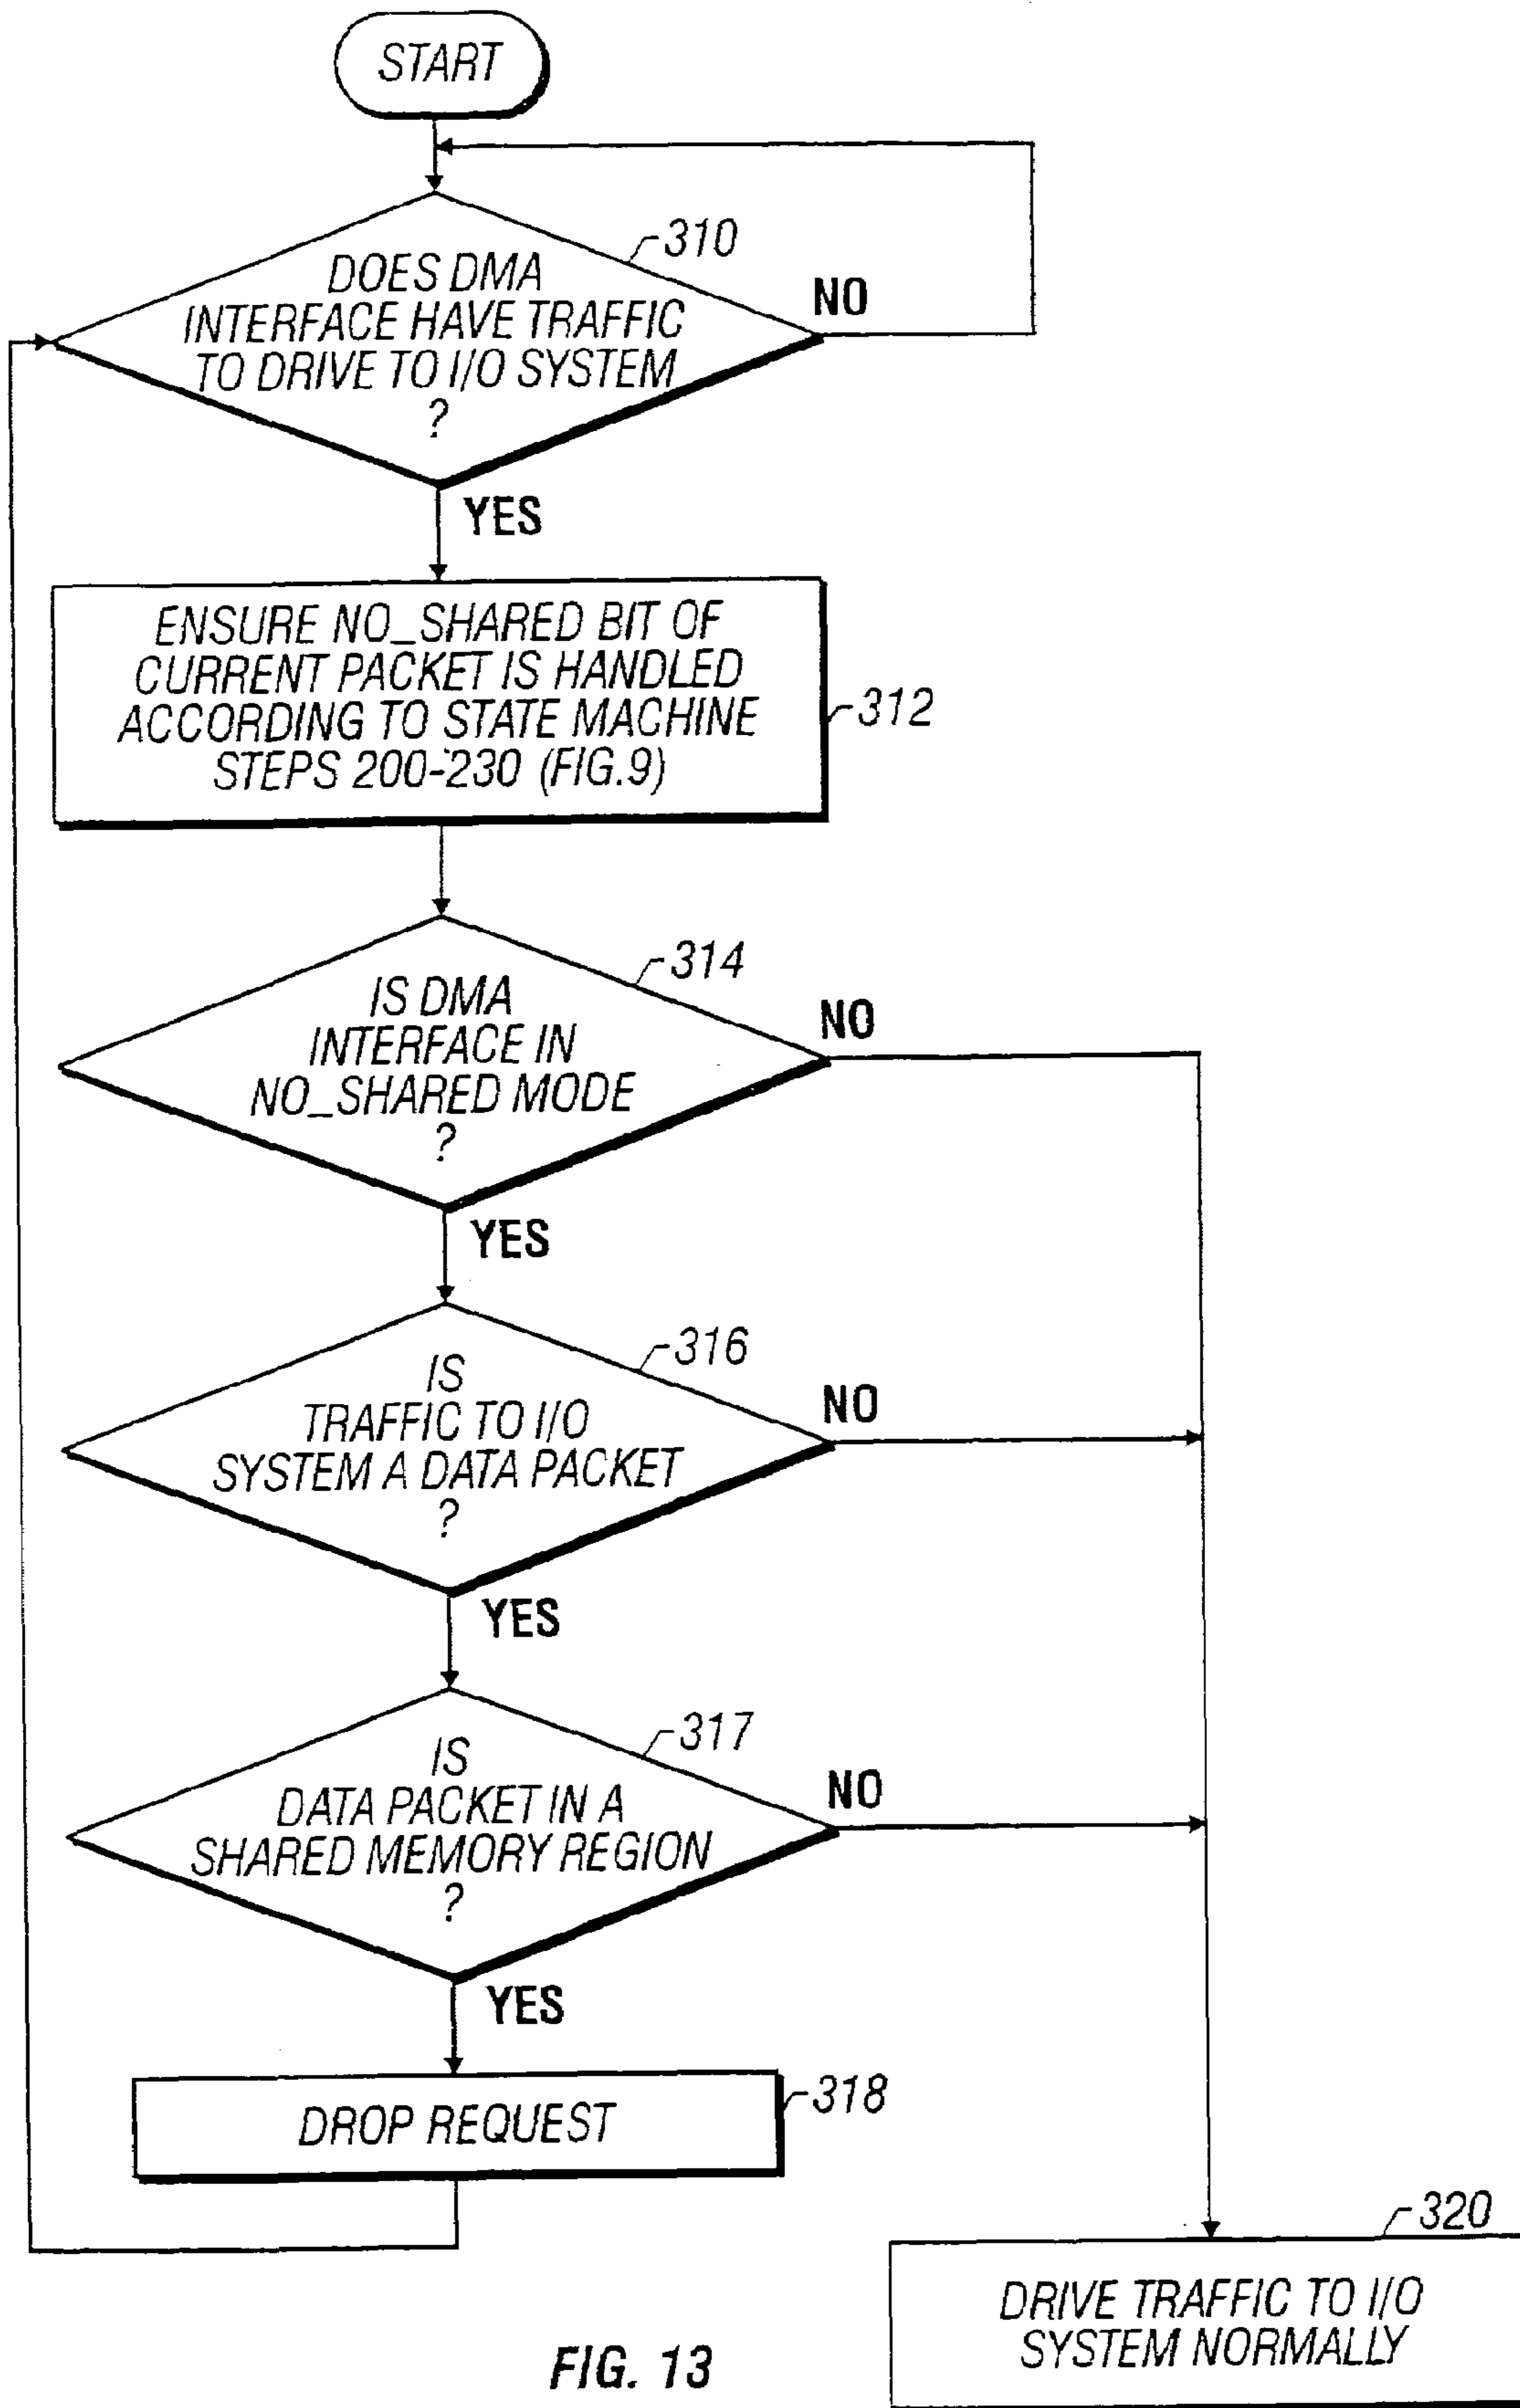 START
310
DOES DMA
INTERFACE HAVE TRAFFIC
TO DRIVE TO I/O SYSTEM
?
NO
YES
ENSURE NO_SHARED BIT OF
CURRENT PACKET IS HANDLED
ACCORDING TO STATE MACHINE
STEPS 200-230 (FIG.9)
312
314
IS DMA
INTERFACE IN
NO_SHARED MODE
?
NO
YES
316
IS
TRAFFIC TO I/O
SYSTEM A DATA PACKET
?
NO
YES
317
IS
DATA PACKET IN A
SHARED MEMORY REGION
?
NO
YES
DROP REQUEST
318
320
DRIVE TRAFFIC TO I/O
SYSTEM NORMALLY
FIG. 13